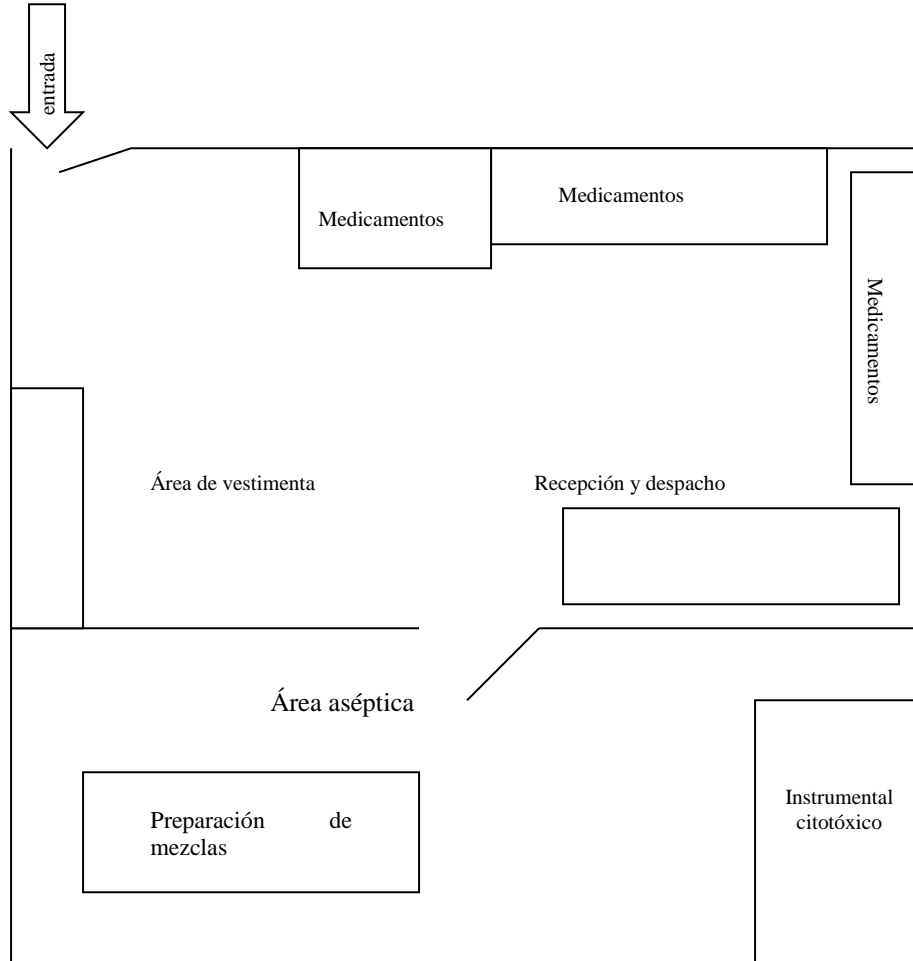 entrada
Medicamentos
Medicamentos
Medicamentos
Área de vestimenta
Recepción y despacho
Área aséptica
Preparación de
mezclas
Instrumental
citotóxico